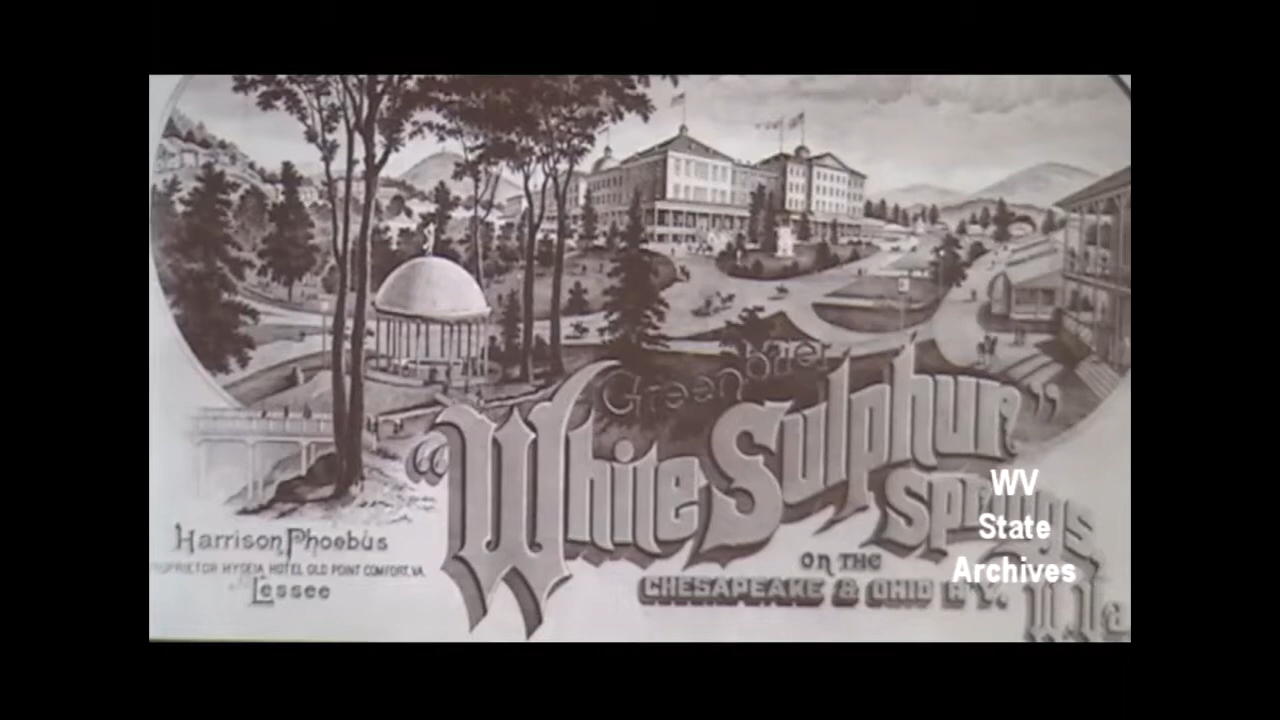 Greenbrier
"White Sulphur"
Springs,
W. Va
ON THE
CHESAPEAKE & OHIO R'Y.
Harrison Phoebus
PROPRIETOR HYGEIA HOTEL OLD POINT COMFORT, VA.
Lessee
WV
State
Archives